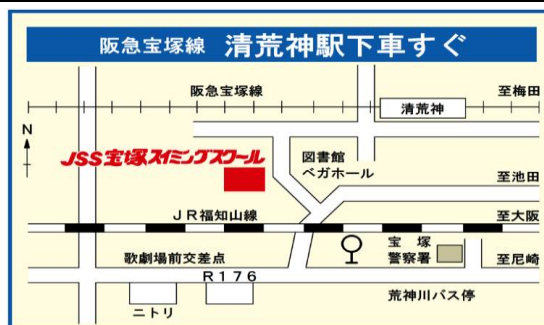 阪急宝塚線 清荒神駅下車すぐ
阪急宝塚線
至梅田
清荒神
N
JSS宝塚スイミングスクール
図書館
ベガホール
至池田
JR福知山線
至大阪
歌劇場前交差点
宝塚
警察署
至尼崎
R176
荒神川バス停
ニトリ